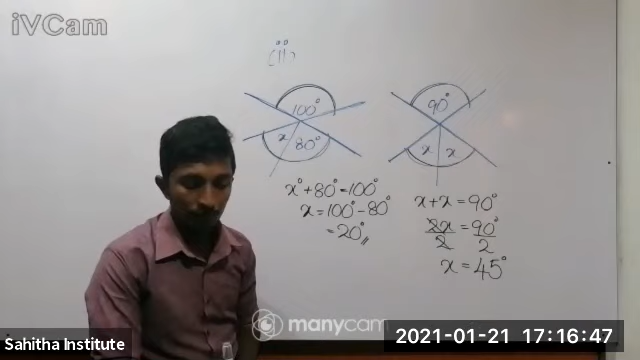 iVCam
(ii)
100°
x
80°
x° + 80° = 100°
x = 100° - 80°
= 20°
90°
x x
x + x = 90°
2x/2 = 90°/2
x = 45°
manycam
2021-01-21 17:16:47
Sahitha Institute